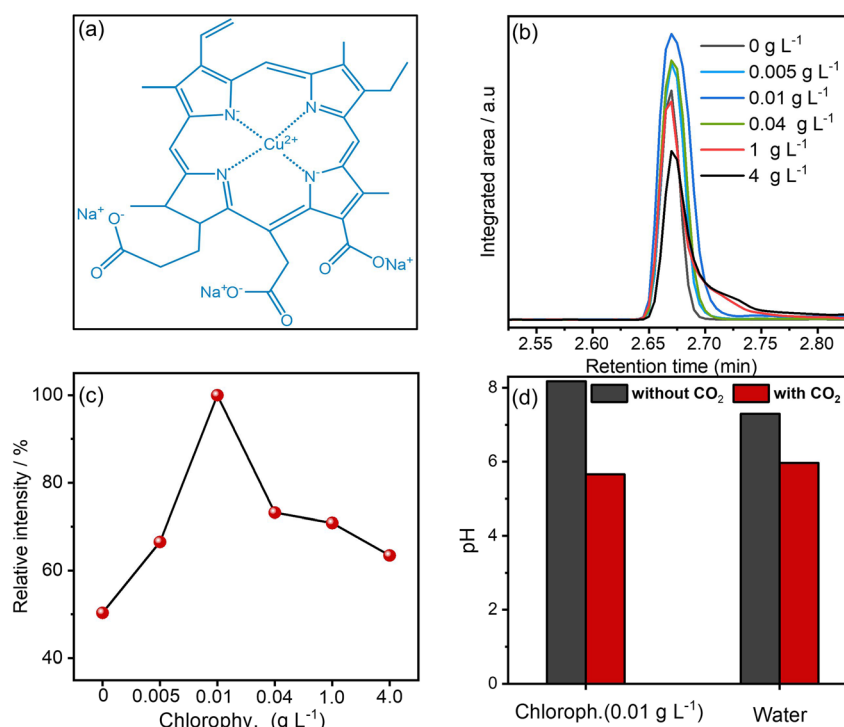 (a)
N-
N
Cu2+
N
N-
Na+
O-
O
ONa+
Na+O-
O
O
(b)
0 g L-1
0.005 g L-1
0.01 g L-1
0.04 g L-1
1 g L-1
4 g L-1
Integrated area / a.u
2.55 2.60 2.65 2.70 2.75 2.80
Retention time (min)
(c)
100
80
60
40
Relative intensity / %
0 0.005 0.01 0.04 1.0 4.0
Chlorophy. (g L-1)
(d)
without CO2 with CO2
8
6
4
2
0
pH
Chloroph.(0.01 g L-1) Water